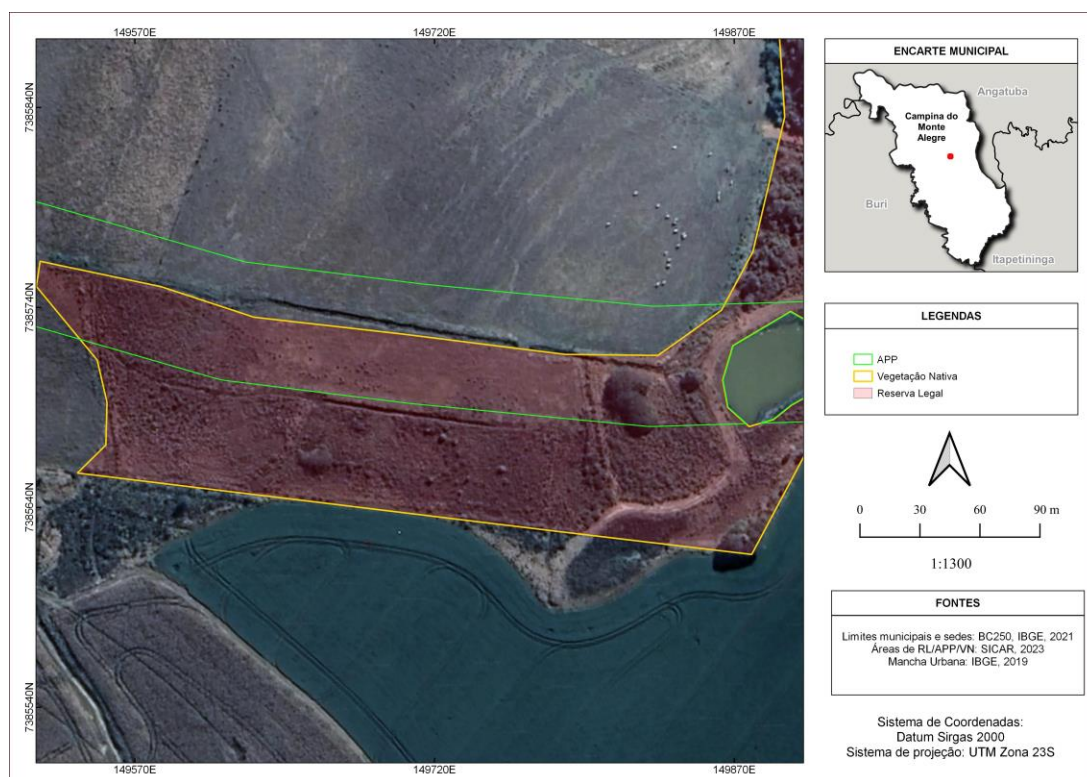 149570E
149720E
149870E
7385840N
7385740N
7385640N
7385540N
149570E
149720E
149870E
ENCARTE MUNICIPAL
Angatuba
Campina do
Monte
Alegre
Buri
Itapetininga
LEGENDAS
APP
Vegetação Nativa
Reserva Legal
0 30 60 90 m
1:1300
FONTES
Limites municipais e sedes: BC250, IBGE, 2021
Áreas de RL/APP/VN: SICAR, 2023
Mancha Urbana: IBGE, 2019
Sistema de Coordenadas:
Datum Sirgas 2000
Sistema de projeção: UTM Zona 23S